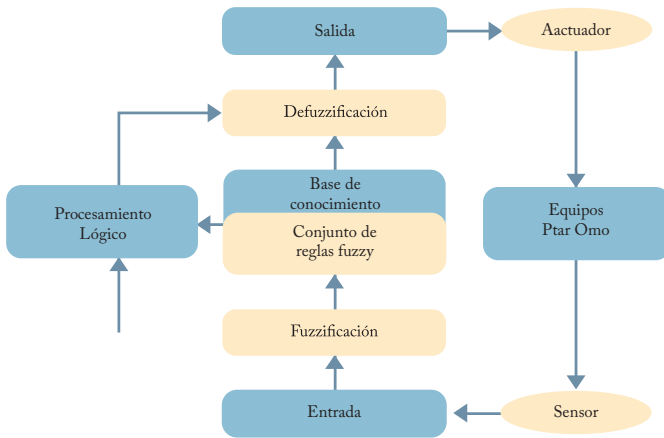 Salida
Aactuador
Defuzzificación
Base de
conocimiento
Procesamiento
Lógico
Conjunto de
reglas fuzzy
Equipos
Ptar Omo
Fuzzificación
Entrada
Sensor